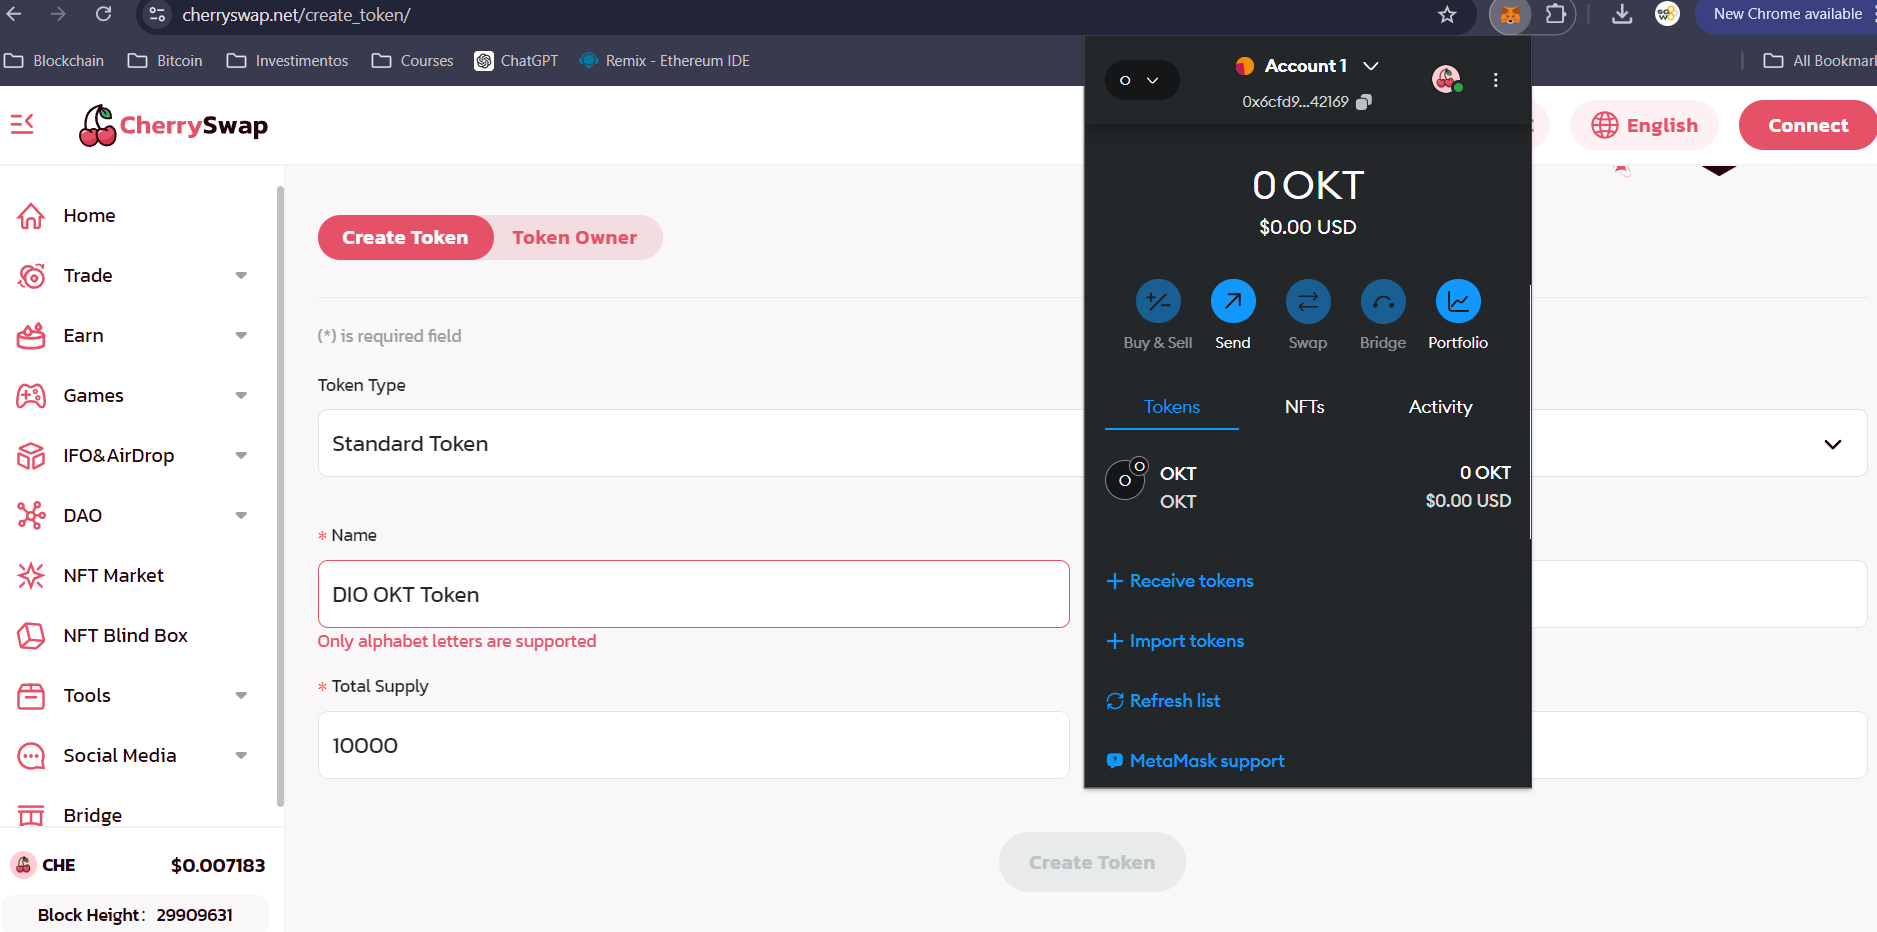 cherryswap.net/create_token/
New Chrome available
Blockchain Bitcoin Investimentos Courses ChatGPT Remix - Ethereum IDE
All Bookmar
CherrySwap
English
Connect
Home
Trade
Earn
Games
IFO&AirDrop
DAO
NFT Market
NFT Blind Box
Tools
Social Media
Bridge
CHE $0.007183
Block Height: 29909631
Create Token Token Owner
(*) is required field
Token Type
Standard Token
* Name
DIO OKT Token
Only alphabet letters are supported
* Total Supply
10000
Create Token
O
Account 1
0x6cfd9...42169
0 OKT
$0.00 USD
Buy & Sell Send Swap Bridge Portfolio
Tokens NFTs Activity
O
O
OKT 0 OKT
OKT $0.00 USD
+ Receive tokens
+ Import tokens
Refresh list
MetaMask support